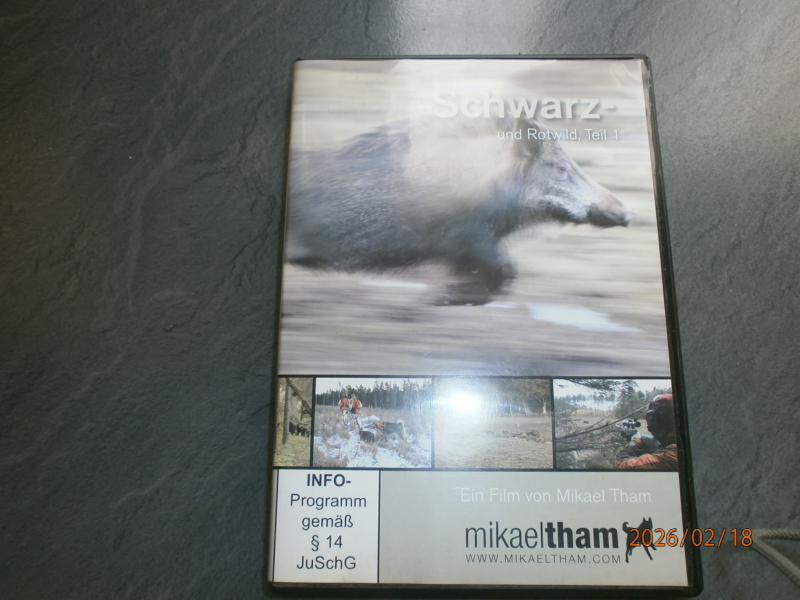 Schwarz-
und Rotwild, Teil 1
INFO-
Programm
gemäß
§ 14
JuSchG
Ein Film von Mikael Tham
mikaeltham
WWW.MIKAELTHAM.COM
2026/02/18